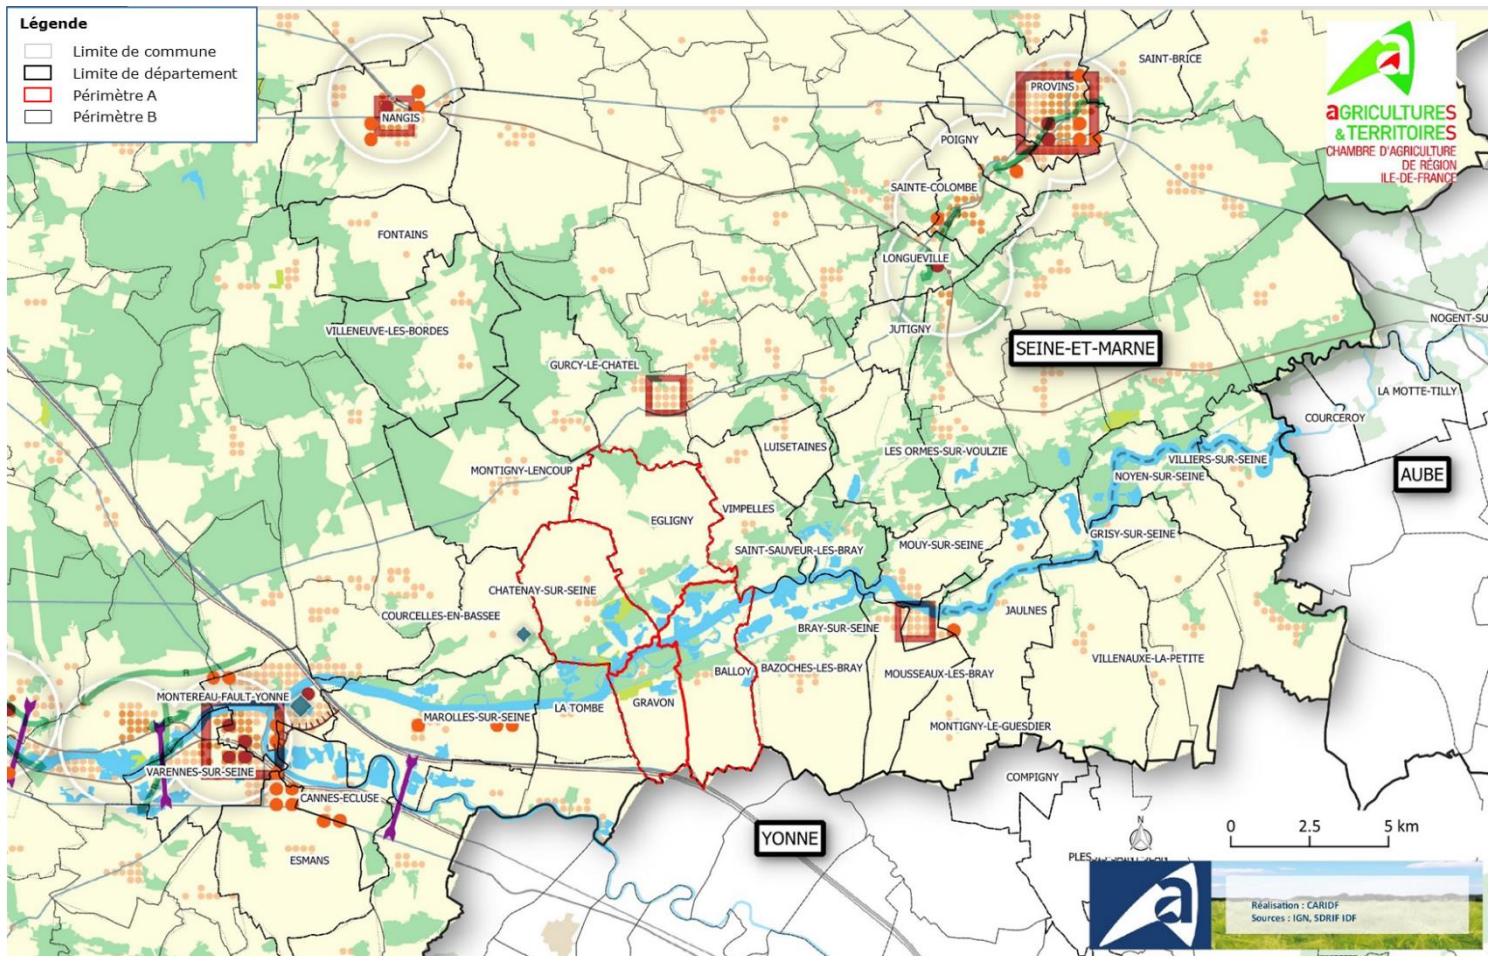 Légende
Limite de commune
Limite de département
Périmètre A
Périmètre B
SAINT-BRICE
PROVINS
NANGIS
POIGNY
SAINTE-COLOMBE
FONTAINS
LONGUEVILLE
VILLENEUVE-LES-BORDES
JUTIGNY
SEINE-ET-MARNE
NOGENT-SU
GURCY-LE-CHATEL
LA MOTTE-TILLY
COURCEROY
LUISETAINES
LES ORMES-SUR-VOULZIE
VILLIERS-SUR-SEINE
MONTIGNY-LENCOUP
NOYEN-SUR-SEINE
AUBE
VIMPELLES
EGLIGNY
GRISY-SUR-SEINE
MOUY-SUR-SEINE
SAINT-SAUVEUR-LES-BRAY
CHATENAY-SUR-SEINE
JAULNES
COURCELLES-EN-BASSEE
BRAY-SUR-SEINE
VILLENAUXE-LA-PETITE
BALLOY
BAZOCHES-LES-BRAY
MOUSSEAUX-LES-BRAY
MONTEREAU-FAULT-YONNE
GRAVON
LA TOMBE
MAROLLES-SUR-SEINE
MONTIGNY-LE-GUESDIER
VARENNES-SUR-SEINE
COMPIGNY
CANNES-ECLUSE
YONNE
ESMANS
aGRICULTURES
& TERRITOIRES
CHAMBRE D'AGRICULTURE
DE RÉGION
ILE-DE-FRANCE
N
0 2.5 5 km
Réalisation : CARIDF
Sources : IGN, SDRIF IDF